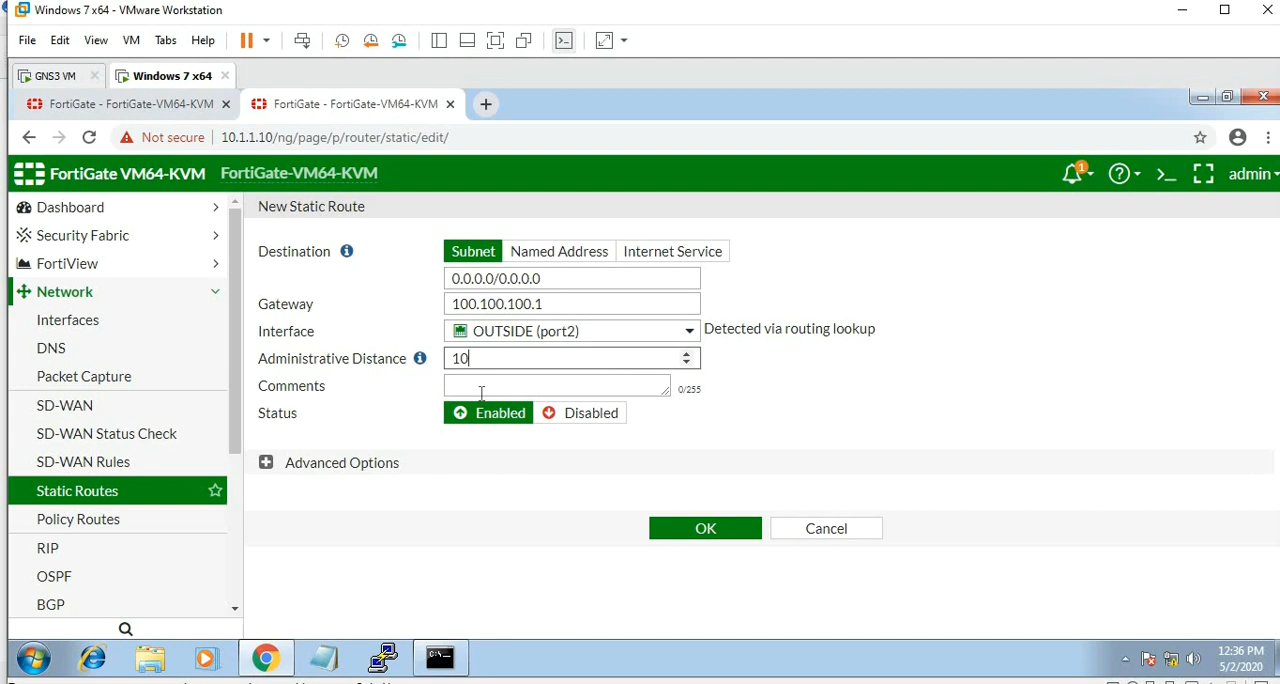 Windows 7 x64 - VMware Workstation
File Edit View VM Tabs Help
GNS3 VM Windows 7 x64
FortiGate - FortiGate-VM64-KVM FortiGate - FortiGate-VM64-KVM
Not secure | 10.1.1.10/ng/page/p/router/static/edit/
FortiGate VM64-KVM FortiGate-VM64-KVM 1 admin
Dashboard
Security Fabric
FortiView
Network
Interfaces
DNS
Packet Capture
SD-WAN
SD-WAN Status Check
SD-WAN Rules
Static Routes
Policy Routes
RIP
OSPF
BGP
New Static Route
Destination Subnet Named Address Internet Service
0.0.0.0/0.0.0.0
Gateway 100.100.100.1
Interface OUTSIDE (port2) Detected via routing lookup
Administrative Distance 10
Comments 0/255
Status Enabled Disabled
Advanced Options
OK Cancel
12:36 PM
5/2/2020